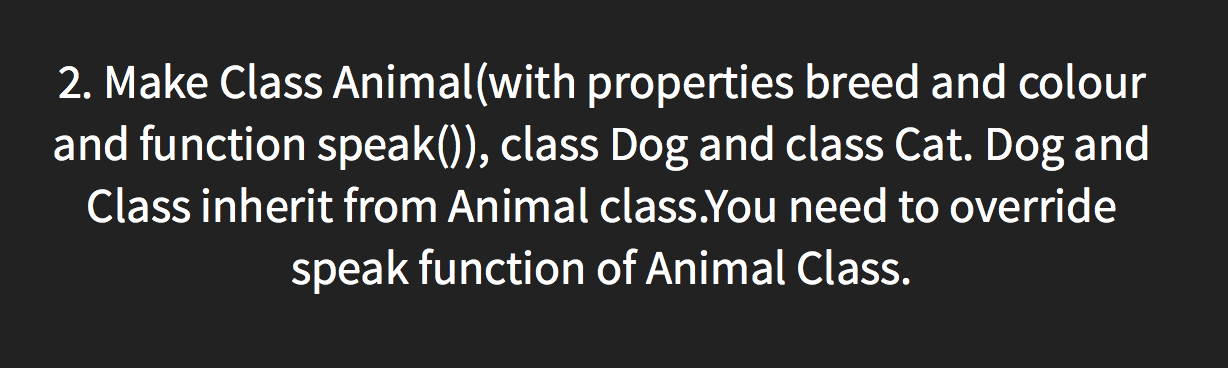 2. Make Class Animal(with properties breed and colour
and function speak()), class Dog and class Cat. Dog and
Class inherit from Animal class.You need to override
speak function of Animal Class.